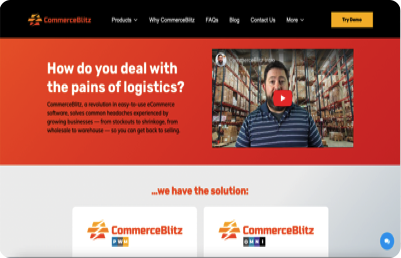 CommerceBlitz Products Why CommerceBlitz FAQs Blog Contact Us More Try Demo
How do you deal with
the pains of logistics?
CommerceBlitz, a revolution in easy-to-use eCommerce
software, solves common headaches experienced by
growing businesses — from stockouts to shrinkage, from
wholesale to warehouse — so you can get back to selling.
...we have the solution:
CommerceBlitz
CommerceBlitz
OMNI